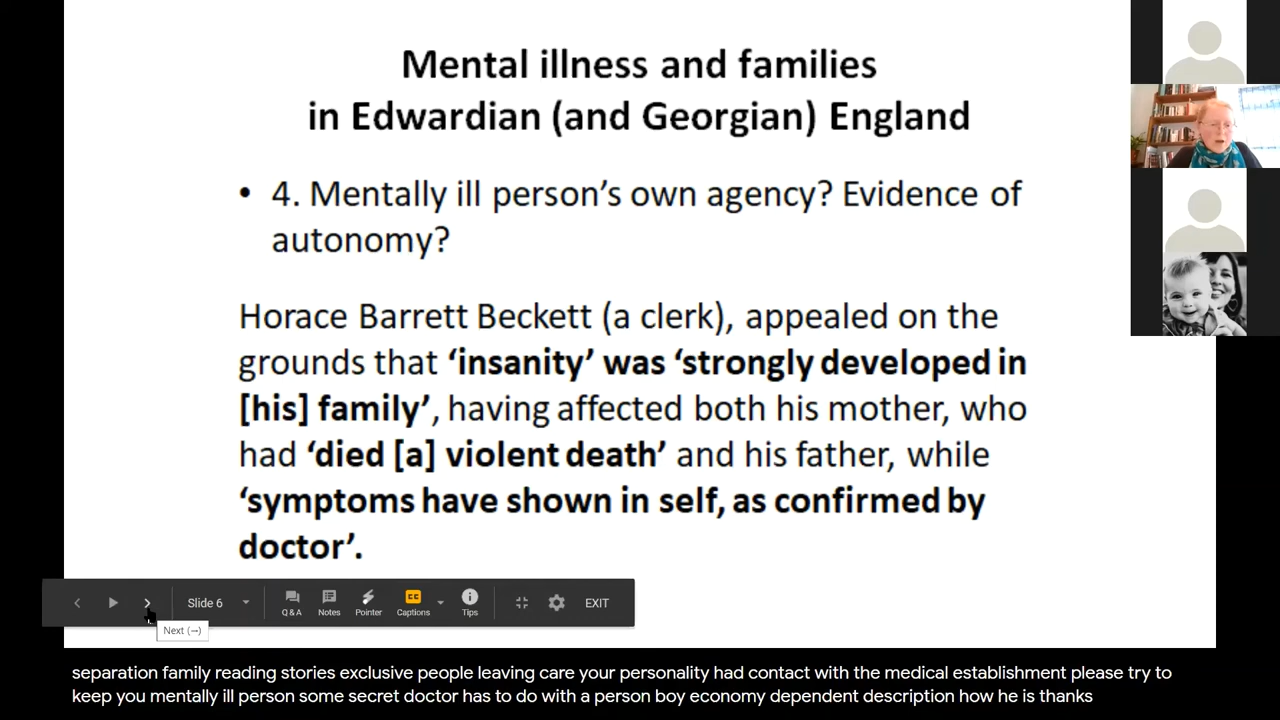 Mental illness and families
in Edwardian (and Georgian) England
• 4. Mentally ill person's own agency? Evidence of
autonomy?
Horace Barrett Beckett (a clerk), appealed on the
grounds that ‘insanity’ was ‘strongly developed in
[his] family’, having affected both his mother, who
had ‘died [a] violent death’ and his father, while
‘symptoms have shown in self, as confirmed by
doctor’.
Slide 6
Q & A
Notes
Pointer
CC
Captions
Tips
EXIT
Next (→)
separation family reading stories exclusive people leaving care your personality had contact with the medical establishment please try to
keep you mentally ill person some secret doctor has to do with a person boy economy dependent description how he is thanks